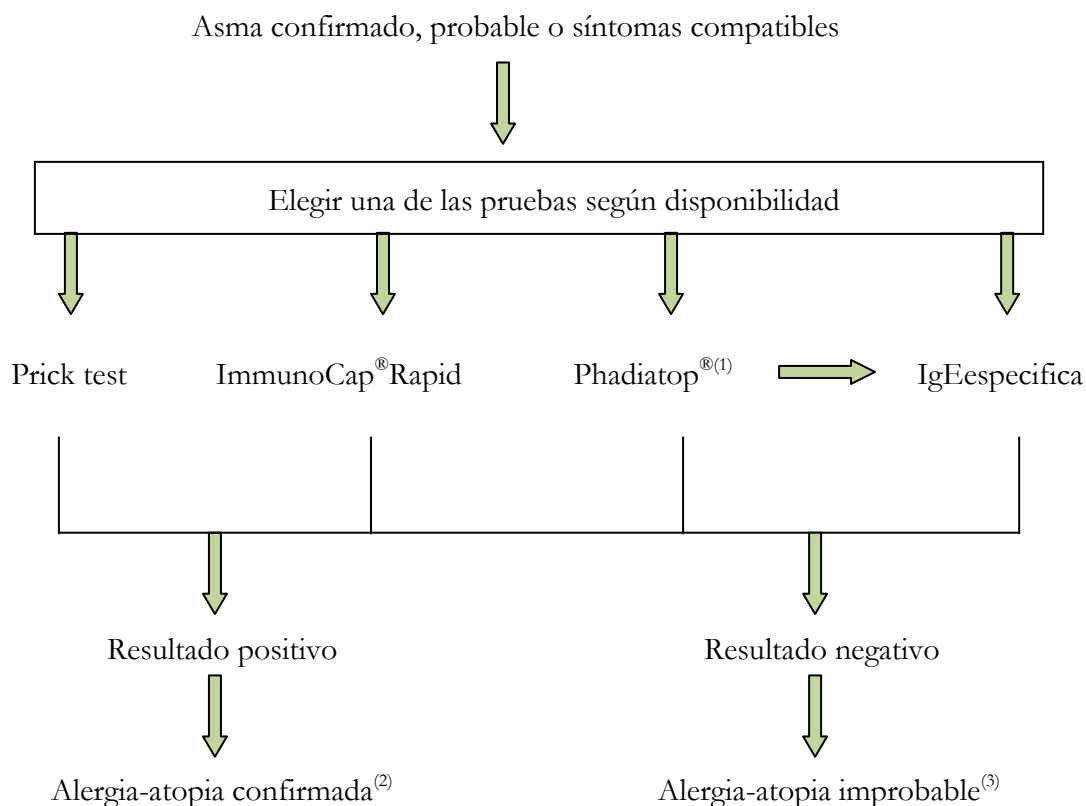 Asma confirmado, probable o síntomas compatibles
Elegir una de las pruebas según disponibilidad
Prick test
ImmunoCap®Rapid
Phadiatop®(1)
IgEespecifica
Resultado positivo
Resultado negativo
Alergia-atopia confirmada(2)
Alergia-atopia improbable(3)